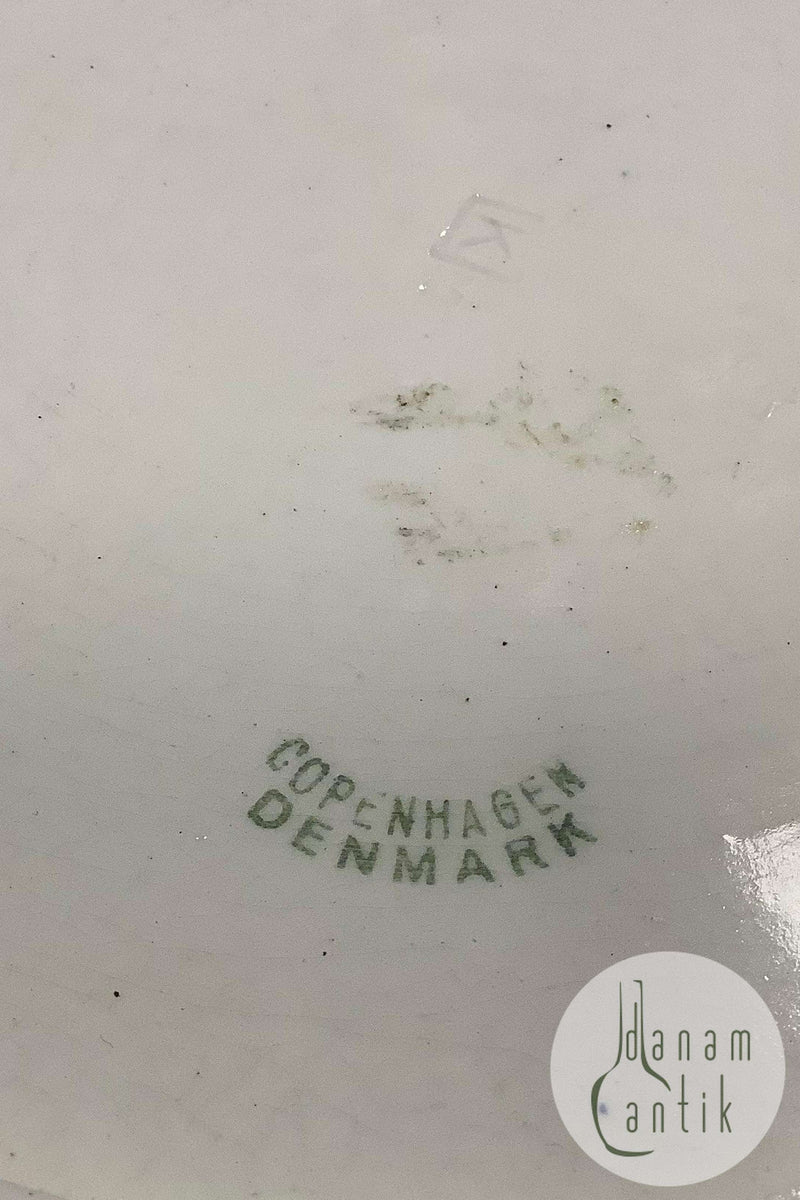 K
COPENHAGEN
DENMARK
danam
antik